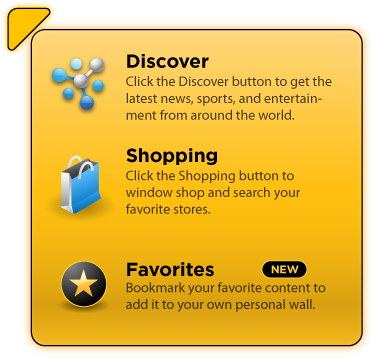 Discover
Click the Discover button to get the
latest news, sports, and entertain-
ment from around the world.
Shopping
Click the Shopping button to
window shop and search your
favorite stores.
Favorites NEW
Bookmark your favorite content to
add it to your own personal wall.